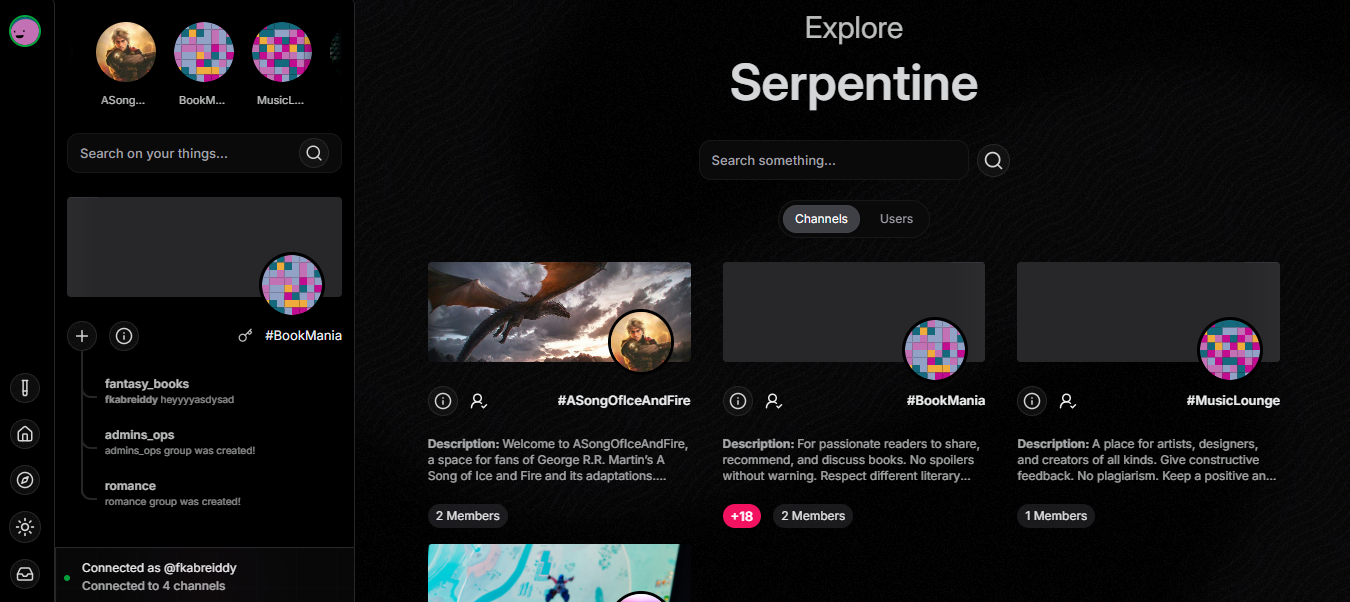 ASong...
BookM...
MusicL...
Search on your things...
#BookMania
fantasy_books
fkabreiddy heyyyyasdysad
admins_ops
admins_ops group was created!
romance
romance group was created!
Connected as @fkabreiddy
Connected to 4 channels
Explore
Serpentine
Search something...
Channels
Users
#ASongOfIceAndFire
Description: Welcome to ASongOfIceAndFire,
a space for fans of George R.R. Martin's A
Song of Ice and Fire and its adaptations....
2 Members
#BookMania
Description: For passionate readers to share,
recommend, and discuss books. No spoilers
without warning. Respect different literary...
+18
2 Members
#MusicLounge
Description: A place for artists, designers,
and creators of all kinds. Give constructive
feedback. No plagiarism. Keep a positive an...
1 Members